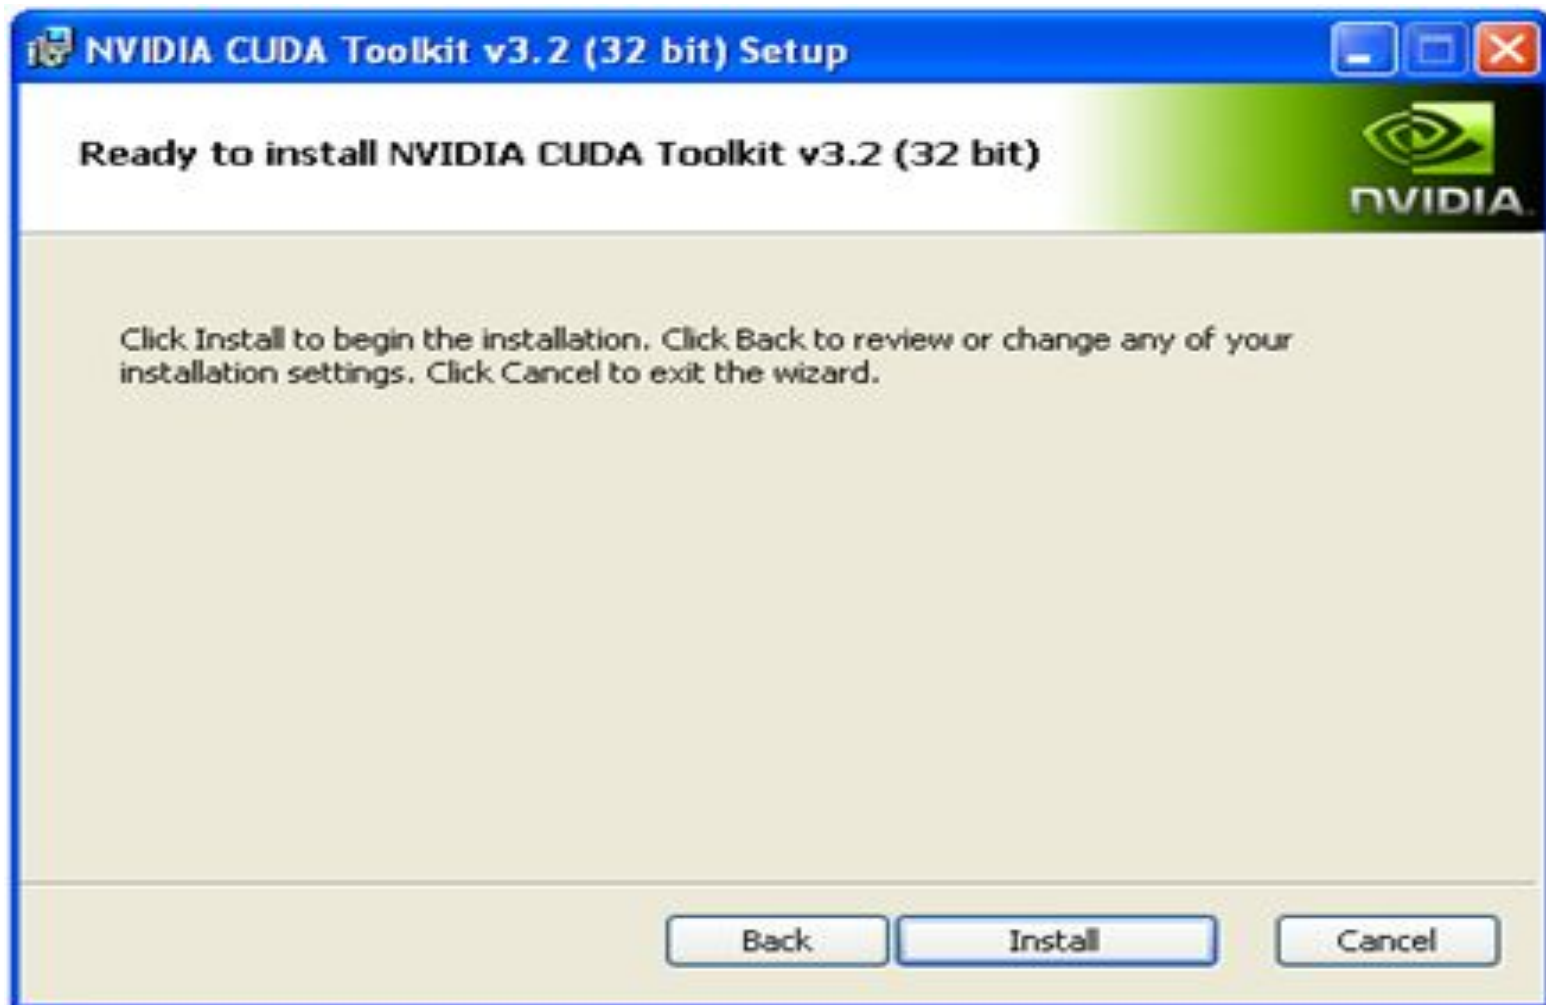 NVIDIA CUDA Toolkit v3.2 (32 bit) Setup
Ready to install NVIDIA CUDA Toolkit v3.2 (32 bit)
NVIDIA.
Click Install to begin the installation. Click Back to review or change any of your
installation settings. Click Cancel to exit the wizard.
Back Install Cancel